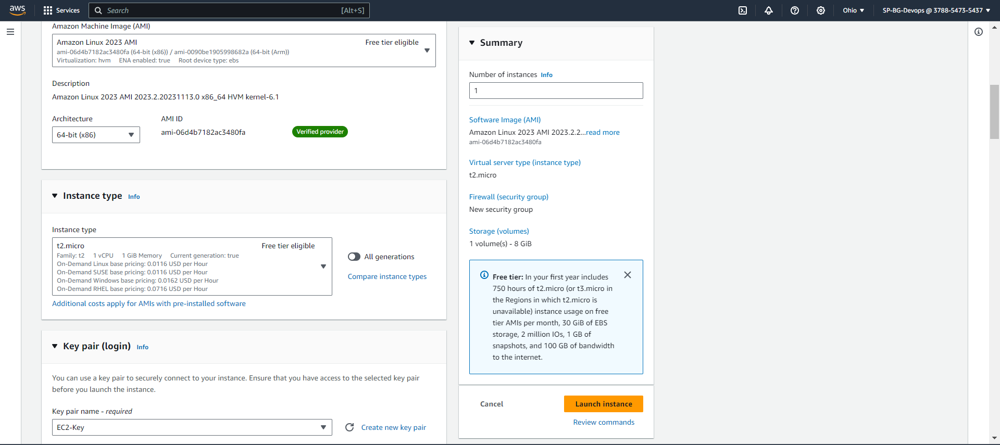 aws
Services
Search
[Alt+S]
Ohio
SP-BG-Devops @ 3788-5473-5437
Amazon Machine Image (AMI)
Amazon Linux 2023 AMI
Free tier eligible
ami-06d4b7182ac3480fa (64-bit (x86)) / ami-0090be1905998682a (64-bit (Arm))
Virtualization: hvm ENA enabled: true Root device type: ebs
Description
Amazon Linux 2023 AMI 2023.2.20231113.0 x86_64 HVM kernel-6.1
Architecture
AMI ID
64-bit (x86)
ami-06d4b7182ac3480fa
Verified provider
Instance type Info
Instance type
t2.micro
Free tier eligible
Family: t2 1 vCPU 1 GiB Memory Current generation: true
On-Demand Linux base pricing: 0.0116 USD per Hour
On-Demand SUSE base pricing: 0.0116 USD per Hour
On-Demand Windows base pricing: 0.0162 USD per Hour
On-Demand RHEL base pricing: 0.0716 USD per Hour
All generations
Compare instance types
Additional costs apply for AMIs with pre-installed software
Key pair (login) Info
You can use a key pair to securely connect to your instance. Ensure that you have access to the selected key pair
before you launch the instance.
Key pair name - required
EC2-Key
Create new key pair
Summary
Number of instances Info
1
Software Image (AMI)
Amazon Linux 2023 AMI 2023.2.2...read more
ami-06d4b7182ac3480fa
Virtual server type (instance type)
t2.micro
Firewall (security group)
New security group
Storage (volumes)
1 volume(s) - 8 GiB
Free tier: In your first year includes
750 hours of t2.micro (or t3.micro in
the Regions in which t2.micro is
unavailable) instance usage on free
tier AMIs per month, 30 GiB of EBS
storage, 2 million IOs, 1 GB of
snapshots, and 100 GB of bandwidth
to the internet.
Cancel
Launch instance
Review commands